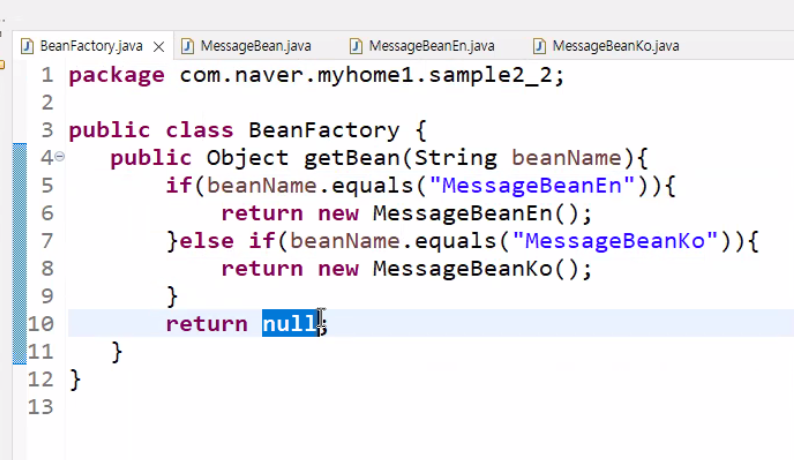 BeanFactory.java MessageBean.java MessageBeanEn.java MessageBeanKo.java
1 package com.naver.myhome1.sample2_2;
2
3 public class BeanFactory {
4 public Object getBean(String beanName){
5 if(beanName.equals("MessageBeanEn")){
6 return new MessageBeanEn();
7 }else if(beanName.equals("MessageBeanKo")){
8 return new MessageBeanKo();
9 }
10 return null;
11 }
12 }
13